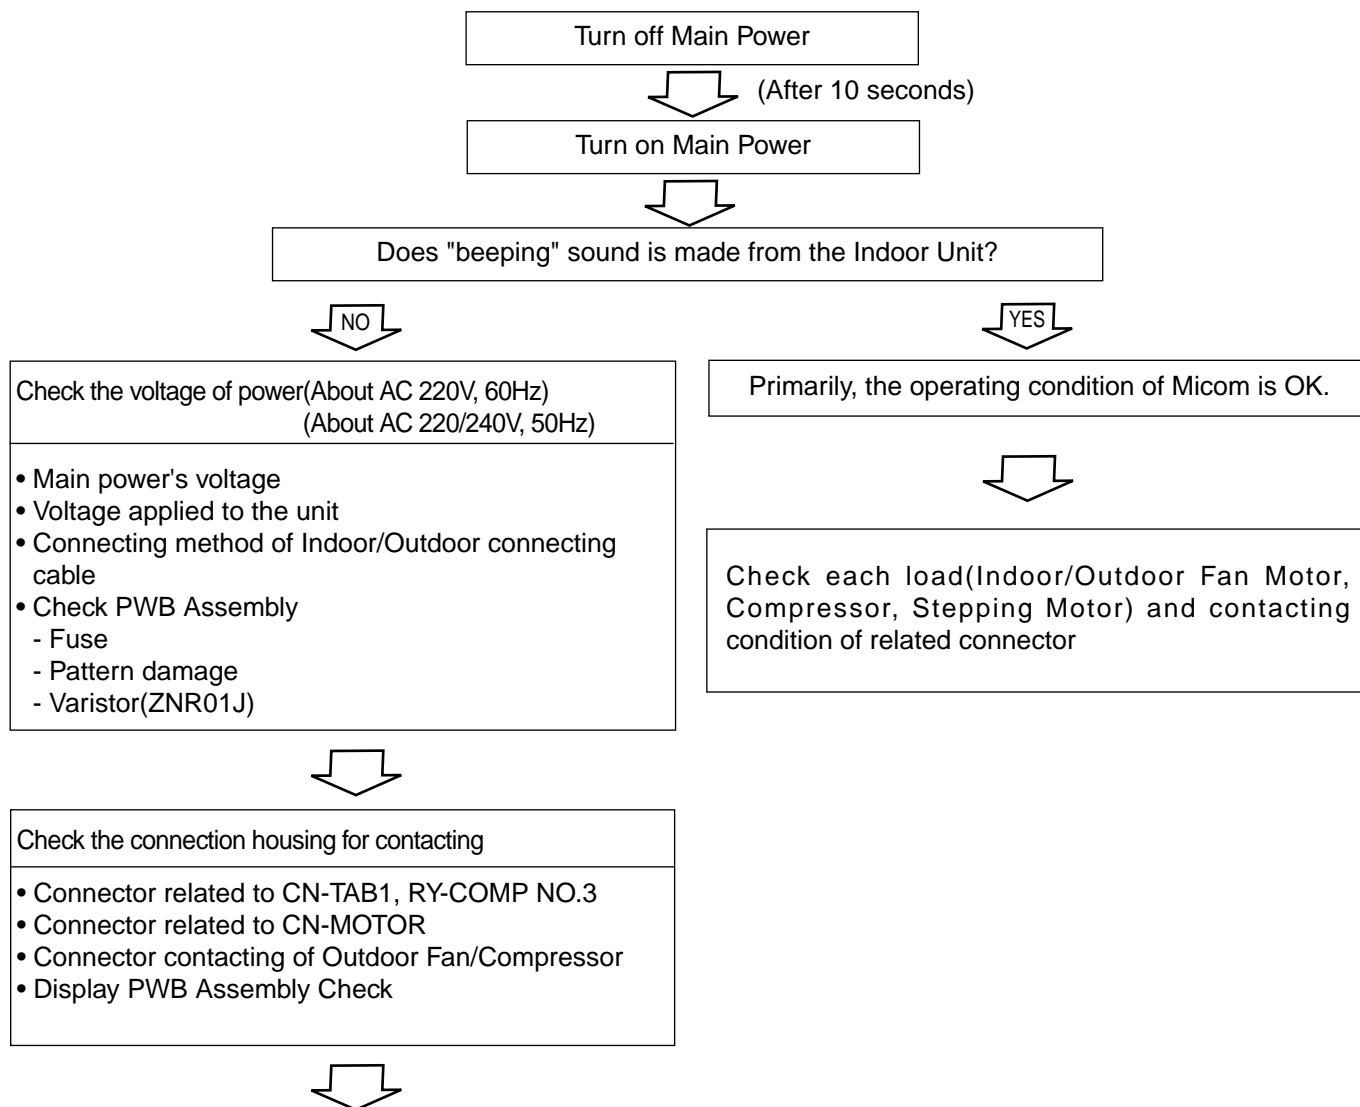 Turn off Main Power
(After 10 seconds)
Turn on Main Power
Does "beeping" sound is made from the Indoor Unit?
NO
YES
Check the voltage of power(About AC 220V, 60Hz)
(About AC 220/240V, 50Hz)
• Main power's voltage
• Voltage applied to the unit
• Connecting method of Indoor/Outdoor connecting
cable
• Check PWB Assembly
- Fuse
- Pattern damage
- Varistor(ZNR01J)
Primarily, the operating condition of Micom is OK.
Check each load(Indoor/Outdoor Fan Motor,
Compressor, Stepping Motor) and contacting
condition of related connector
Check the connection housing for contacting
• Connector related to CN-TAB1, RY-COMP NO.3
• Connector related to CN-MOTOR
• Connector contacting of Outdoor Fan/Compressor
• Display PWB Assembly Check